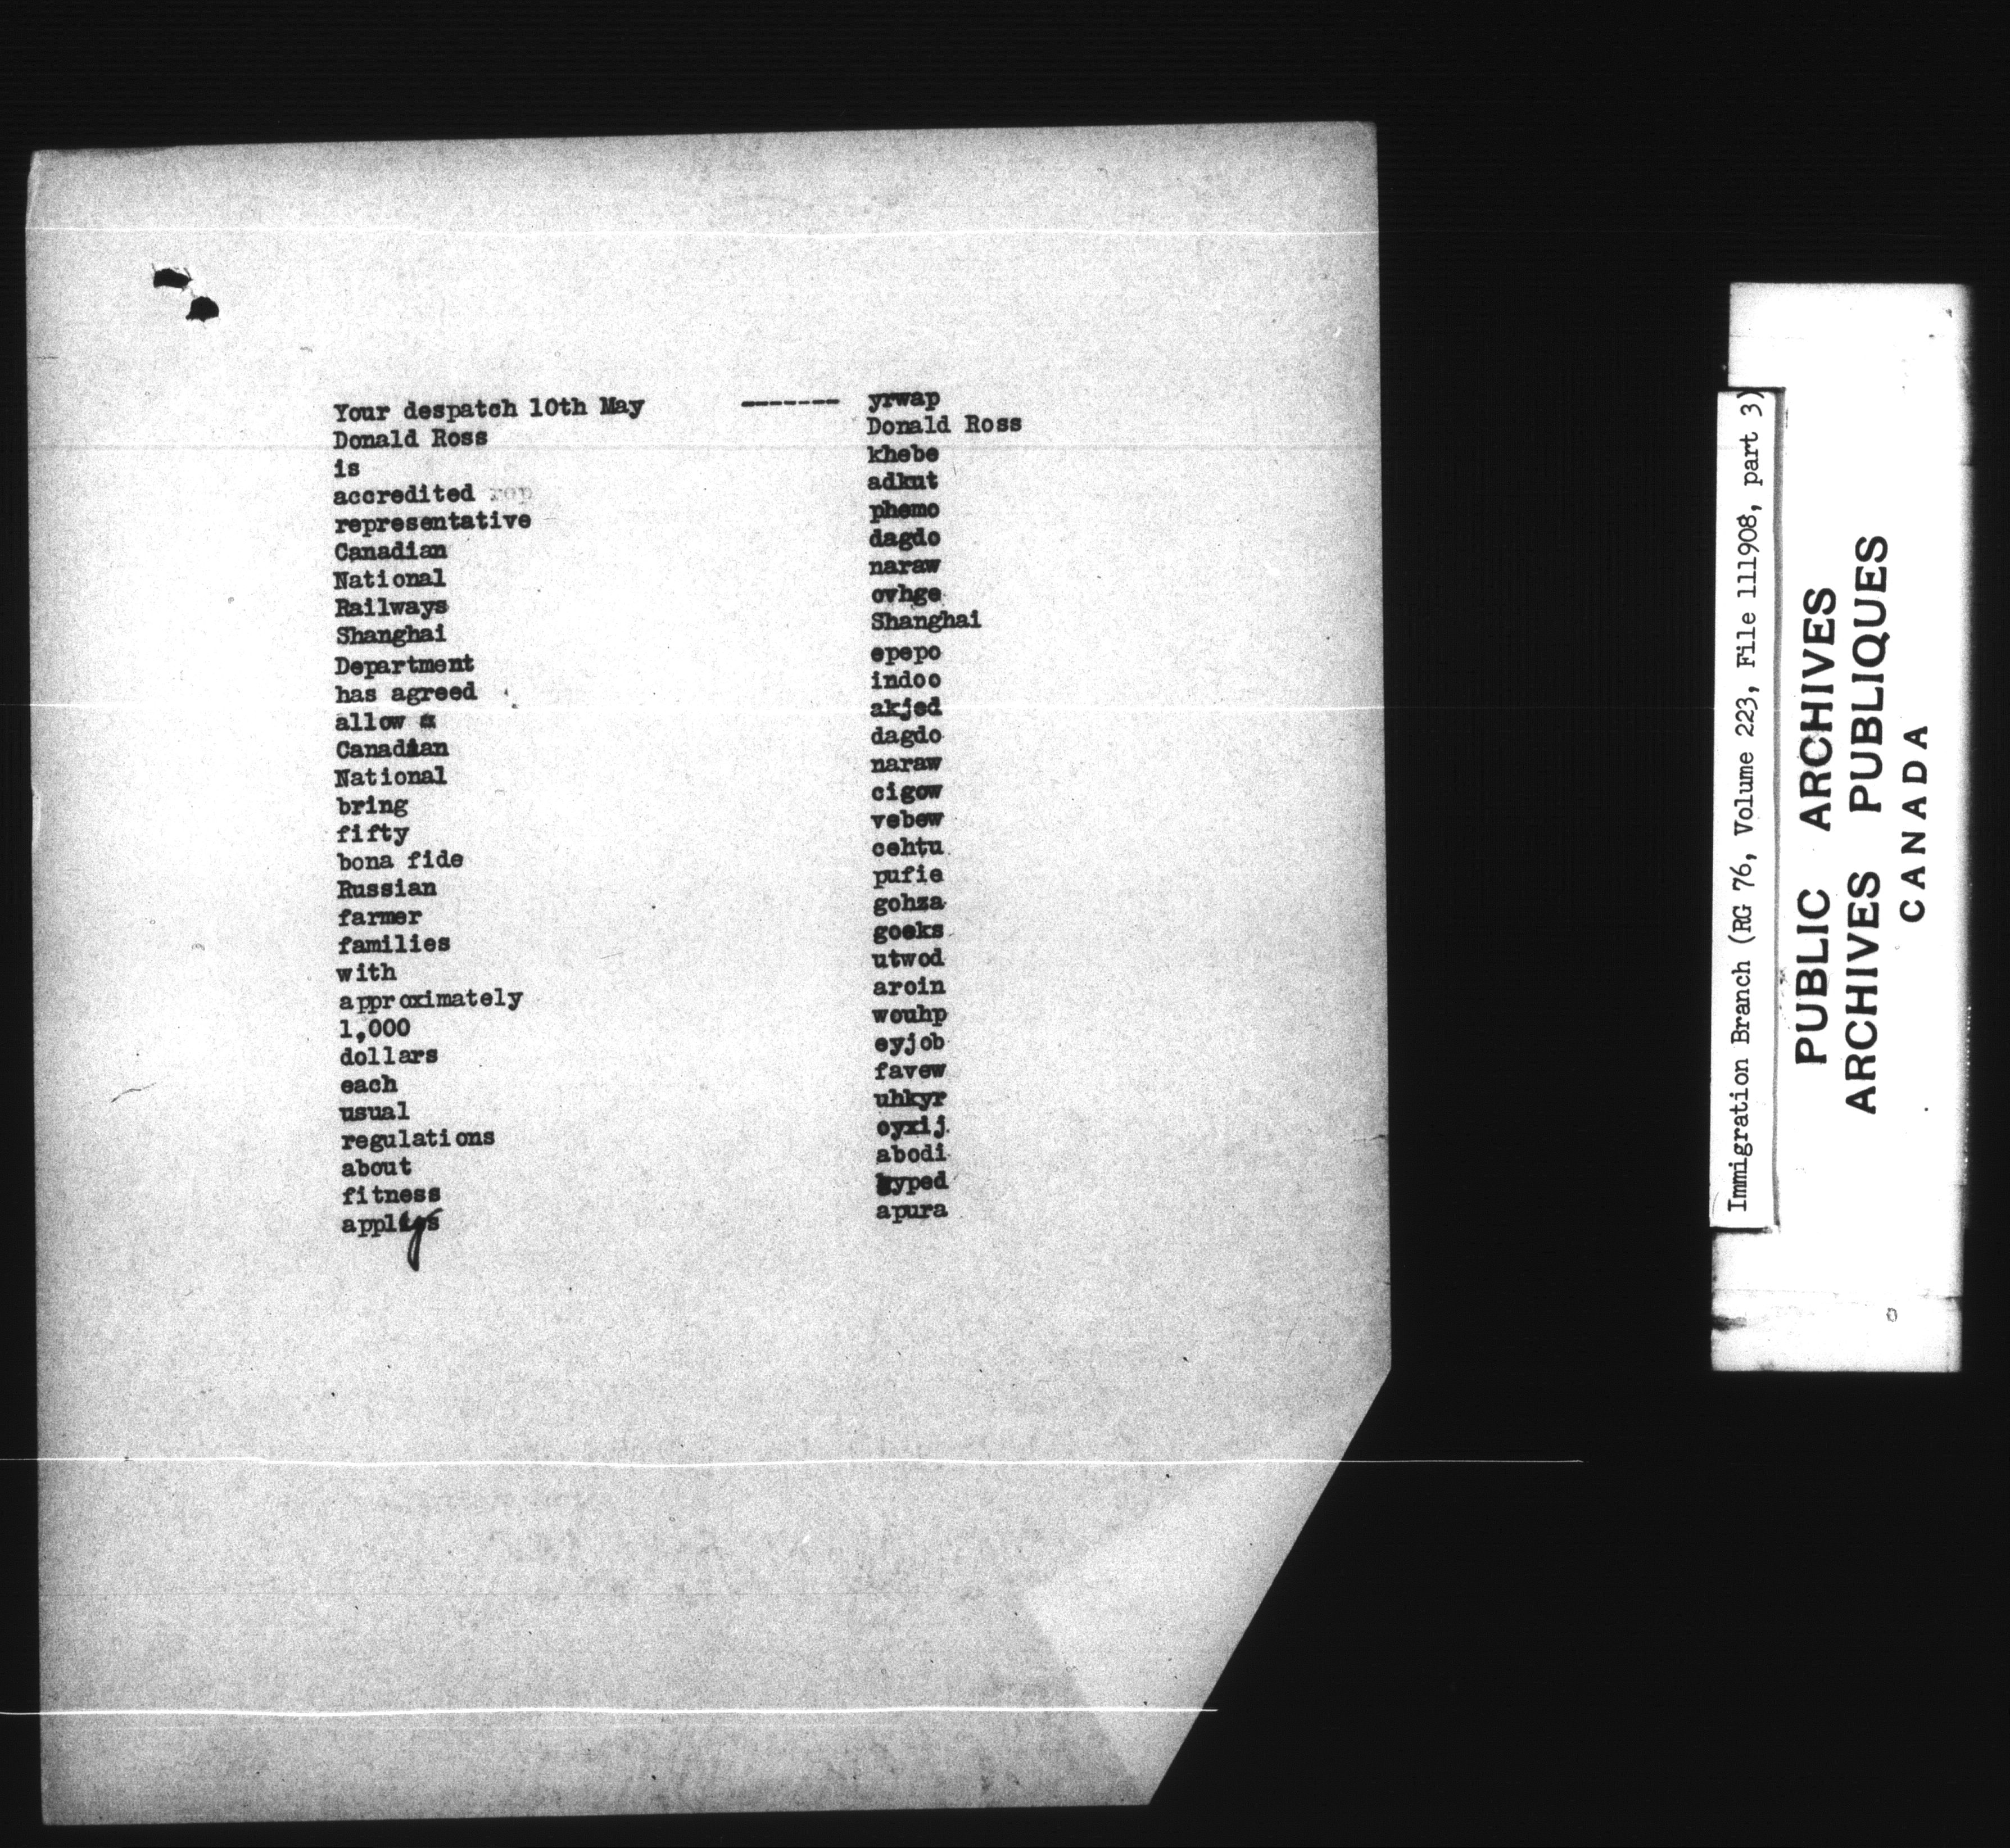 Your despatch 10th May ------- yrwap
Donald Ross Donald Ross
is khebe
accredited adkut
representative phemo
Canadian dagdo
National naraw
Railways ovhge
Shanghai Shanghai
Department epepo
has agreed indoo
allow akjed
Canadian dagdo
National naraw
bring cigow
fifty vebew
bona fide cehtu
Russian pufie
farmer gohza
families goeks
with utwod
approximately aroin
1,000 wouhp
dollars eyjob
each favew
usual uhkyr
regulations oyxij
about abodi
fitness
apura
Immigration Branch (RG 76, Volume 223, File 111908, part 3)
PUBLIC ARCHIVES
ARCHIVES PUBLIQUES
CANADA